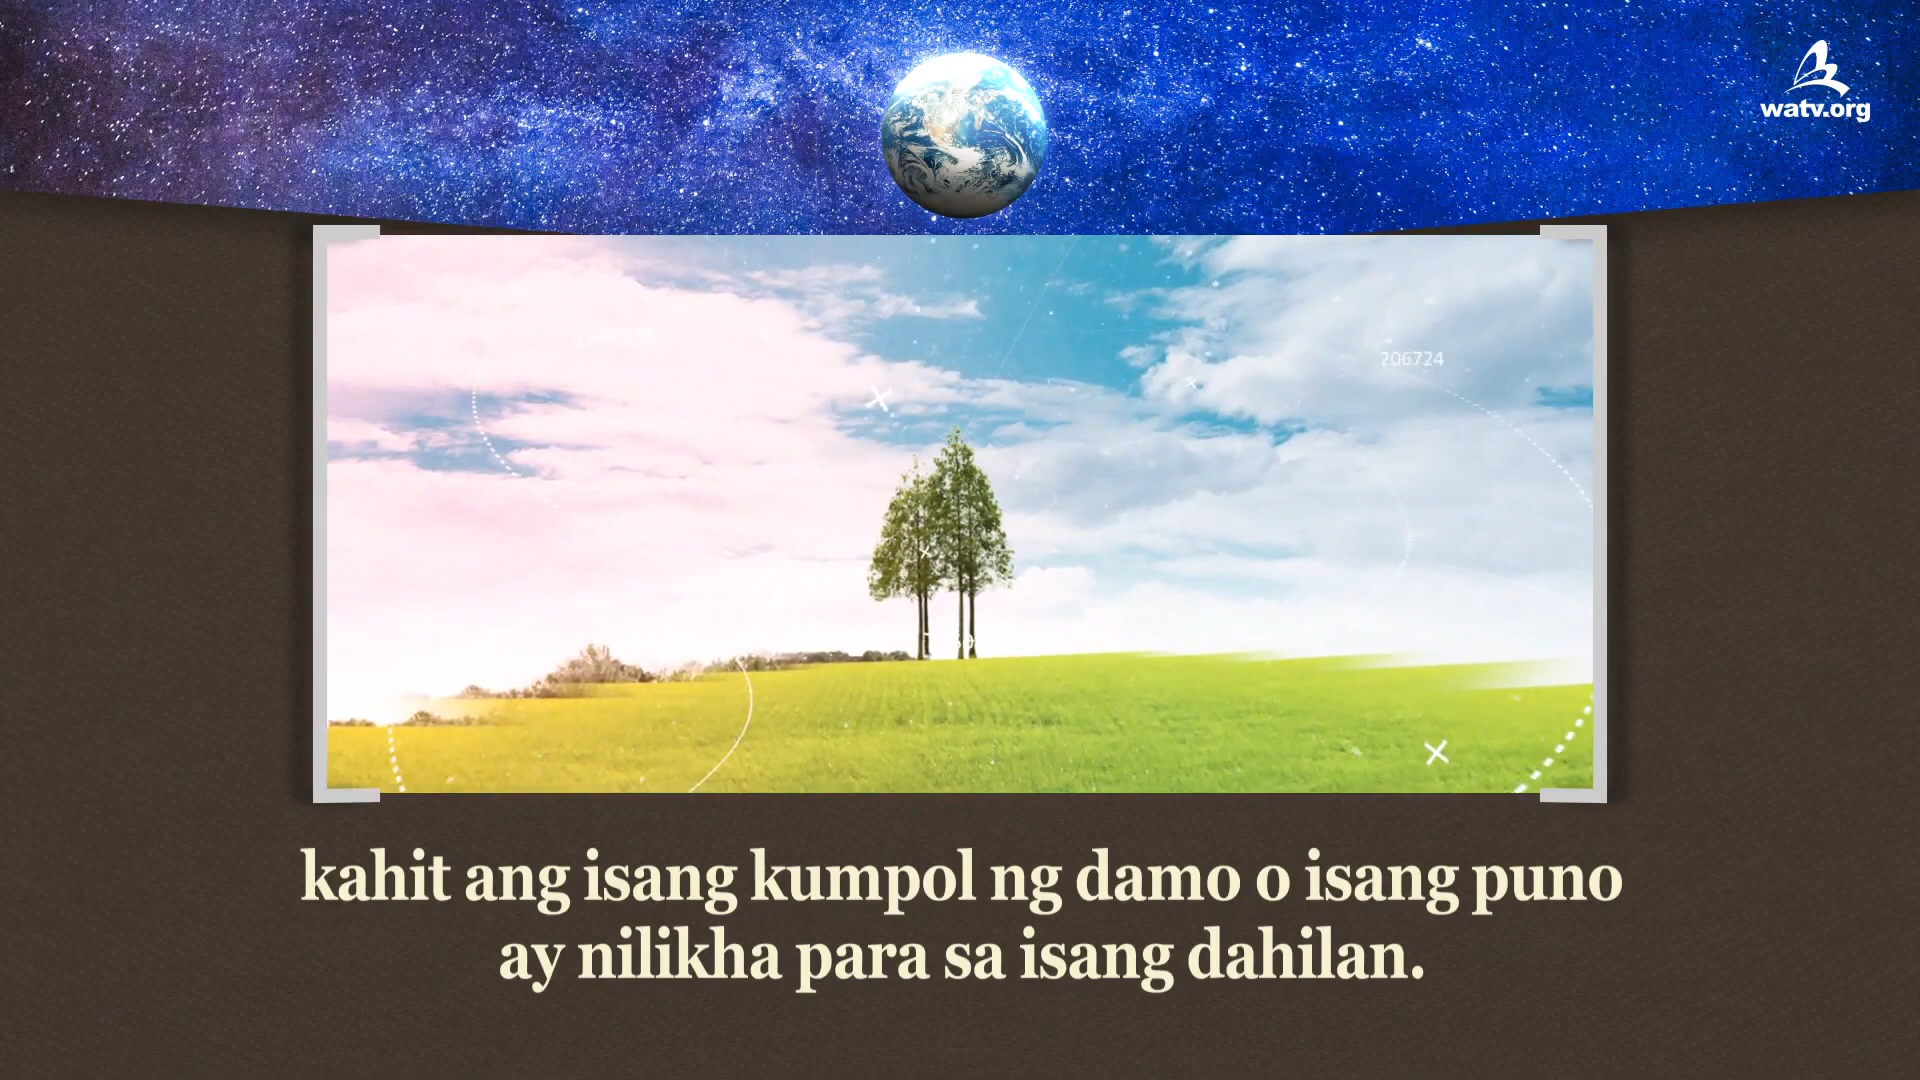 watv.org
206724
kahit ang isang kumpol ng damo o isang puno
ay nilikha para sa isang dahilan.